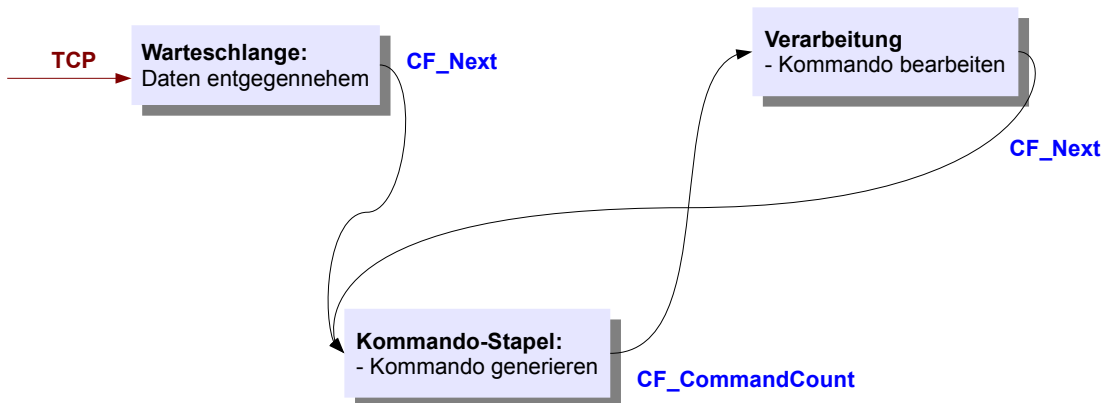 TCP
Warteschlange:
Daten entgegennehem
CF_Next
Verarbeitung
- Kommando bearbeiten
CF_Next
Kommando-Stapel:
- Kommando generieren
CF_CommandCount